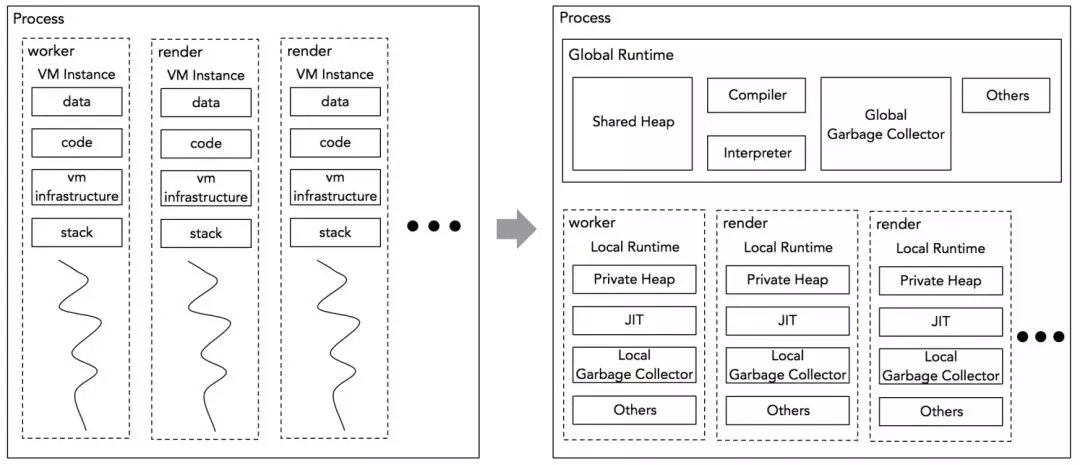 Process
worker
VM Instance
data
code
vm
infrastructure
stack
render
VM Instance
data
code
vm
infrastructure
stack
render
VM Instance
data
code
vm
infrastructure
stack
Process
Global Runtime
Shared Heap
Compiler
Interpreter
Global
Garbage Collector
Others
worker
Local Runtime
Private Heap
JIT
Local
Garbage Collector
Others
render
Local Runtime
Private Heap
JIT
Local
Garbage Collector
Others
render
Local Runtime
Private Heap
JIT
Local
Garbage Collector
Others